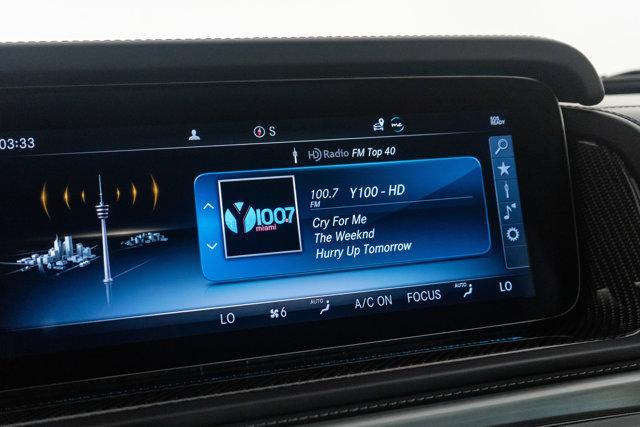 03:33
S
me
SOS
READY
HD Radio FM Top 40
Y100.7
miami
100.7 Y100 - HD
FM
Cry For Me
The Weeknd
Hurry Up Tomorrow
LO
6
AUTO
A/C ON
FOCUS
AUTO
LO